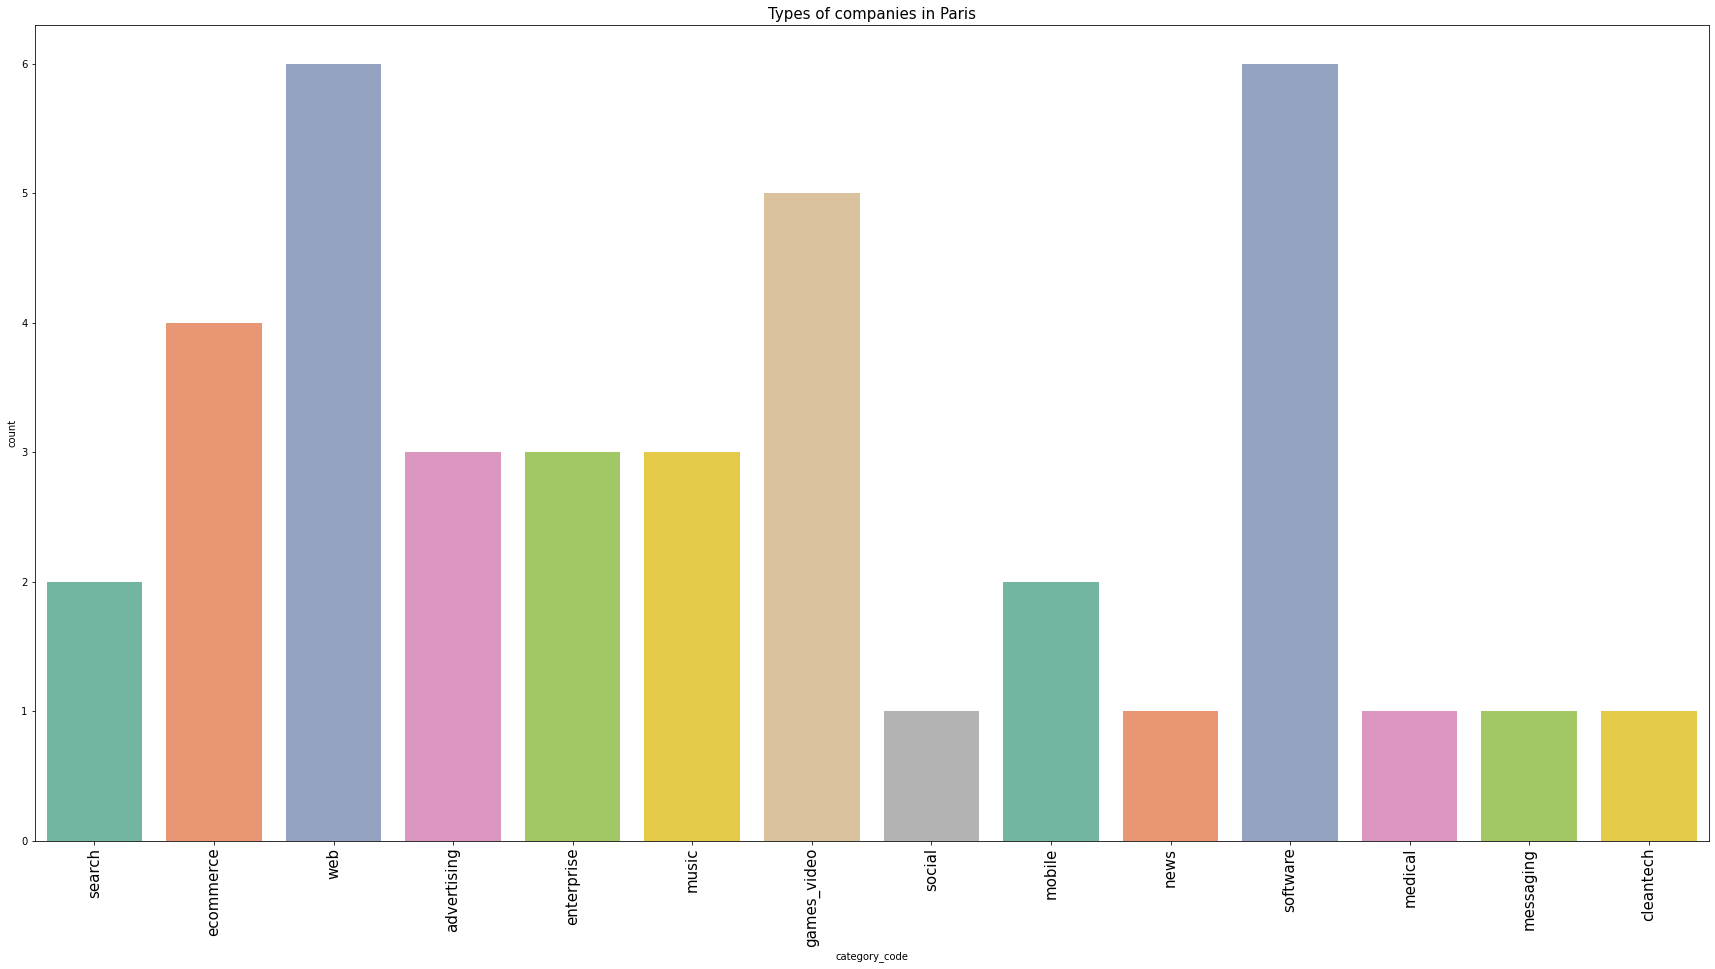 Types of companies in Paris
6
5
4
3
2
1
0
count
search
ecommerce
web
advertising
enterprise
music
games_video
social
mobile
news
software
medical
messaging
cleantech
category_code